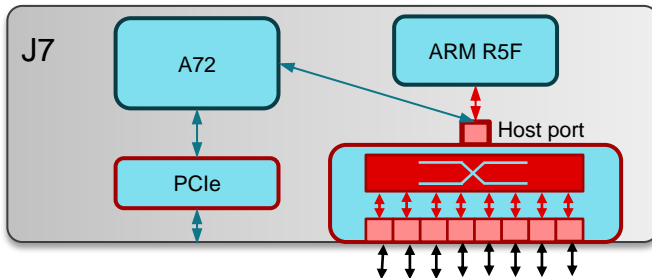 J7
A72
ARM R5F
Host port
PCIe